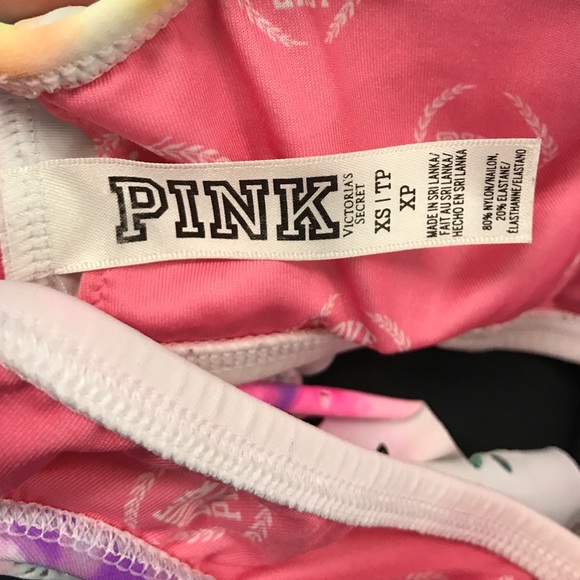 PINK
VICTORIA'S
SECRET
XS | TP
XP
MADE IN SRI LANKA/
FAIT AU SRI LANKA/
HECHO EN SRI LANKA
80% NYLON/NAILON,
20% ELASTANE/
ÉLASTHANNE/ELASTANO